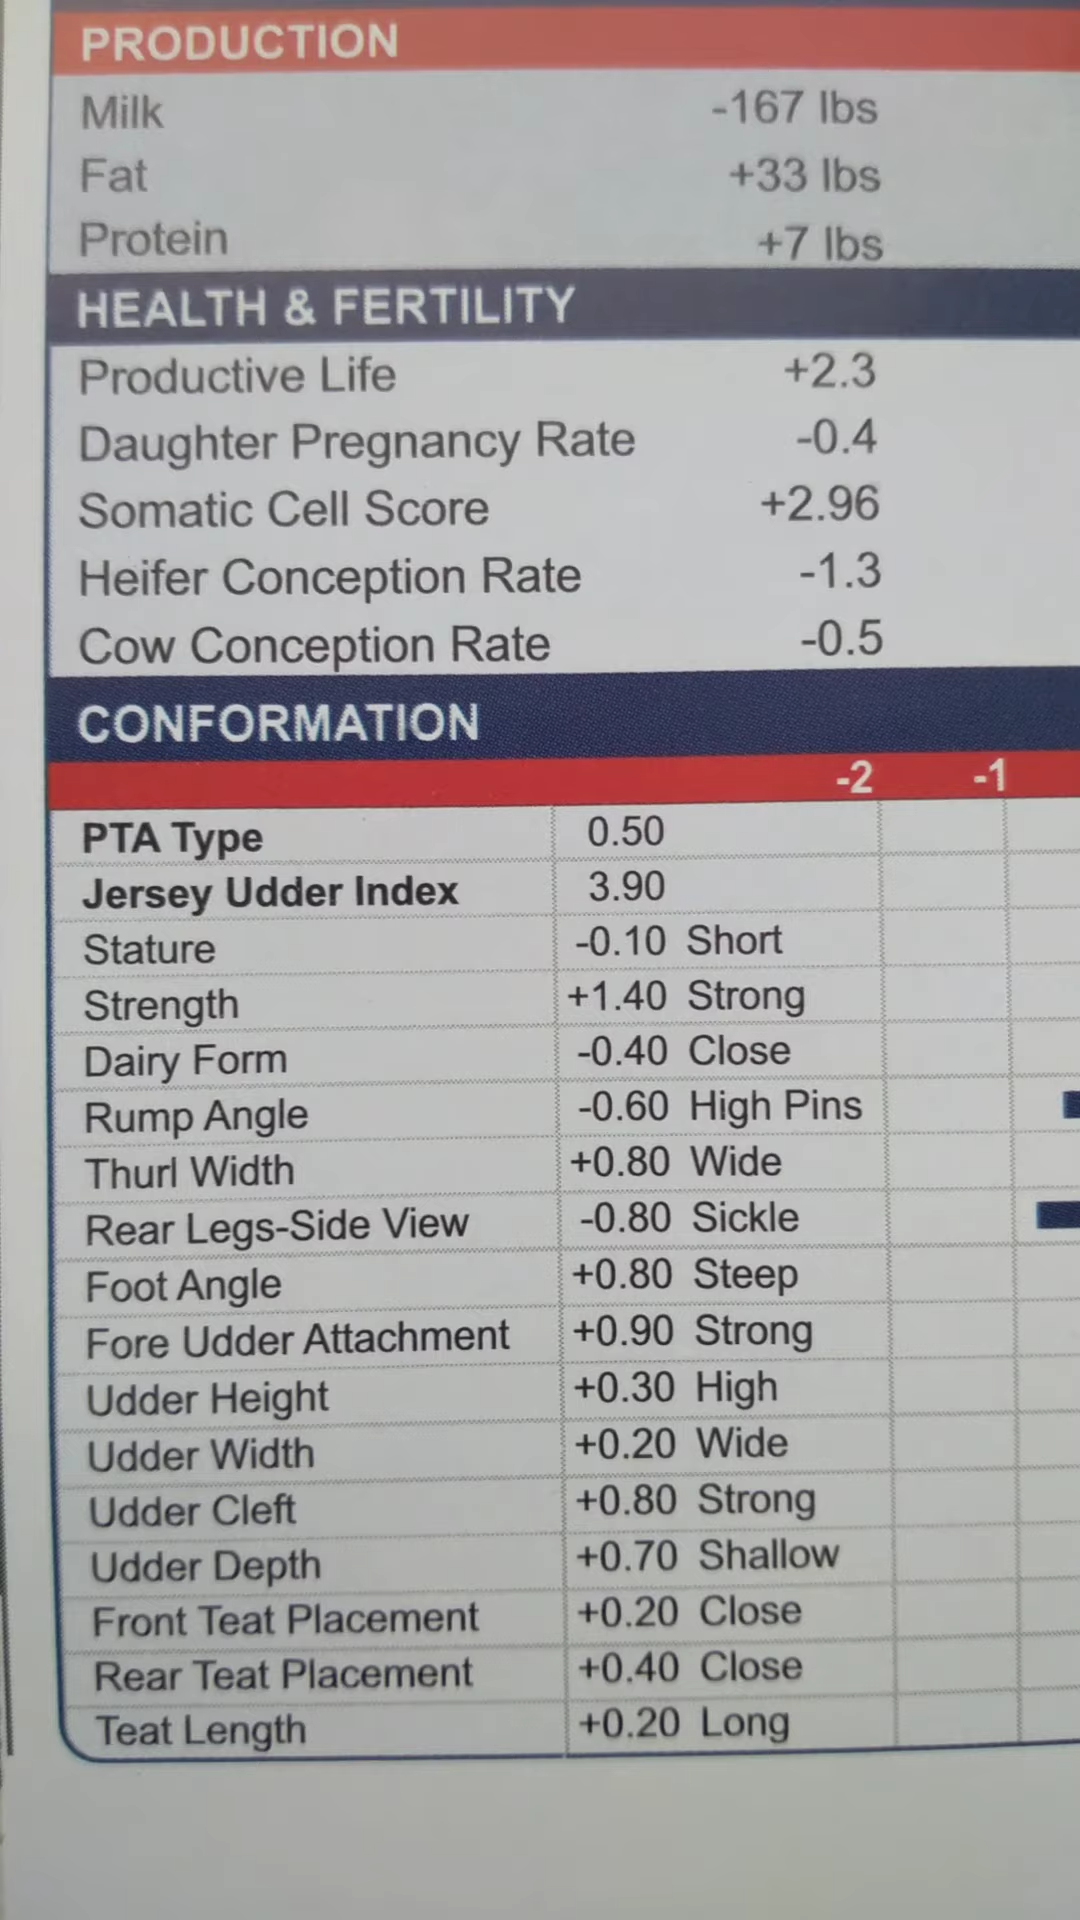 PRODUCTION
Milk -167 lbs
Fat +33 lbs
Protein +7 lbs
HEALTH & FERTILITY
Productive Life +2.3
Daughter Pregnancy Rate -0.4
Somatic Cell Score +2.96
Heifer Conception Rate -1.3
Cow Conception Rate -0.5
CONFORMATION
-2 -1
PTA Type 0.50
Jersey Udder Index 3.90
Stature -0.10 Short
Strength +1.40 Strong
Dairy Form -0.40 Close
Rump Angle -0.60 High Pins
Thurl Width +0.80 Wide
Rear Legs-Side View -0.80 Sickle
Foot Angle +0.80 Steep
Fore Udder Attachment +0.90 Strong
Udder Height +0.30 High
Udder Width +0.20 Wide
Udder Cleft +0.80 Strong
Udder Depth +0.70 Shallow
Front Teat Placement +0.20 Close
Rear Teat Placement +0.40 Close
Teat Length +0.20 Long